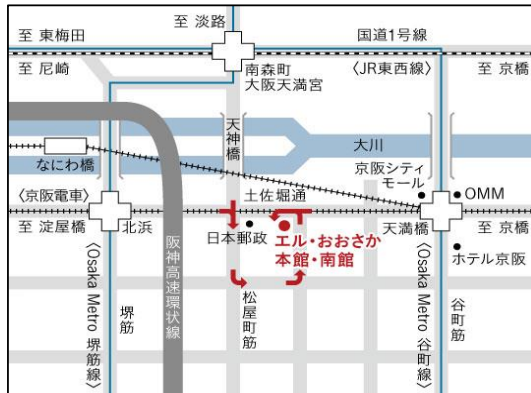 至 淡路
至 東梅田
国道1号線
至 尼崎
南森町
大阪天満宮
〈JR東西線〉
至 京橋
天神橋
大川
なにわ橋
京阪シティ
モール
OMM
〈京阪電車〉
土佐堀通
至 淀屋橋
北浜
日本郵政
エル・おおさか
本館・南館
天満橋
至 京橋
ホテル京阪
阪神高速環状線
〈Osaka Metro 堺筋線〉
堺筋
松屋町筋
〈Osaka Metro 谷町線〉
谷町筋